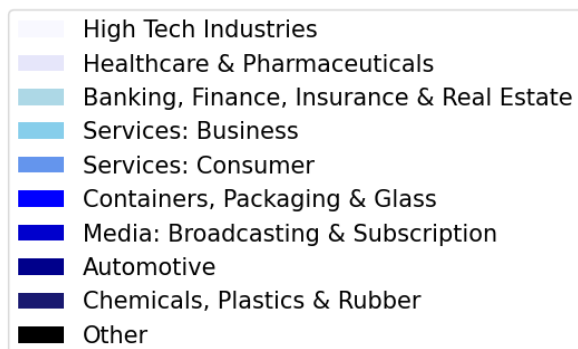 High Tech Industries
Healthcare & Pharmaceuticals
Banking, Finance, Insurance & Real Estate
Services: Business
Services: Consumer
Containers, Packaging & Glass
Media: Broadcasting & Subscription
Automotive
Chemicals, Plastics & Rubber
Other